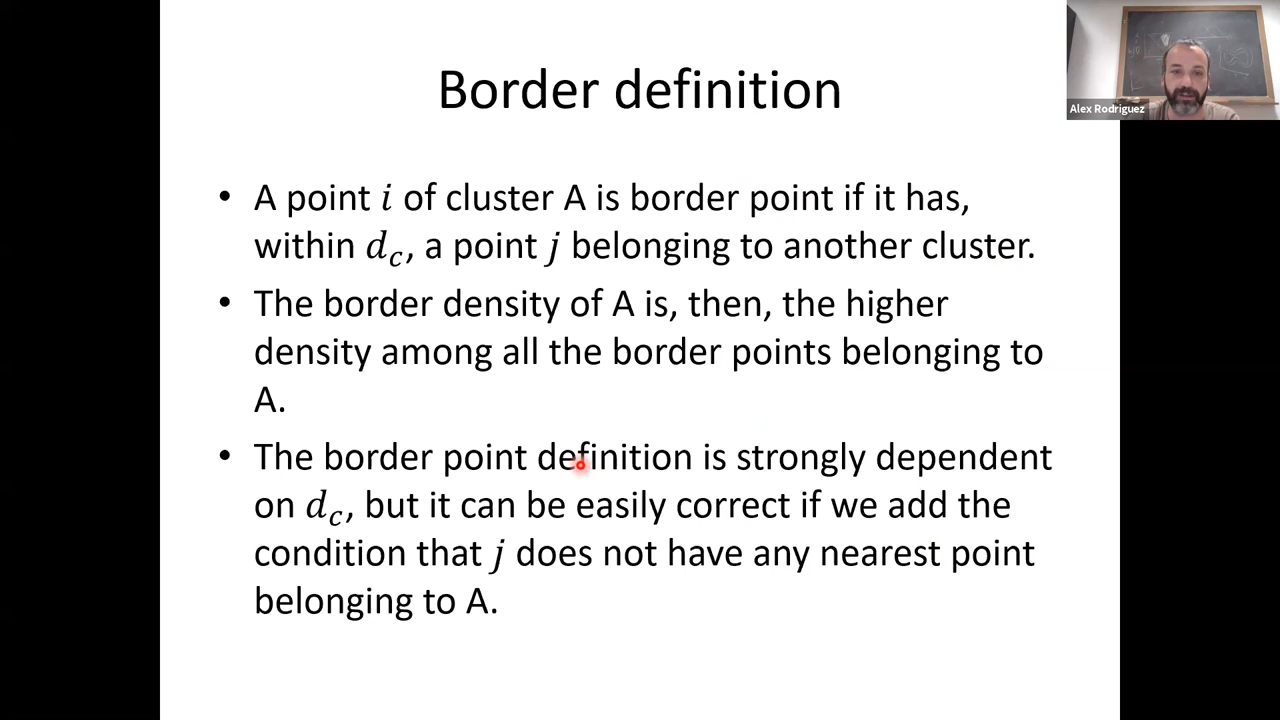 Border definition
Alex Rodriguez
• A point 𝑖 of cluster A is border point if it has,
within 𝑑𝑐, a point 𝑗 belonging to another cluster.
• The border density of A is, then, the higher
density among all the border points belonging to
A.
• The border point definition is strongly dependent
on 𝑑𝑐, but it can be easily correct if we add the
condition that 𝑗 does not have any nearest point
belonging to A.